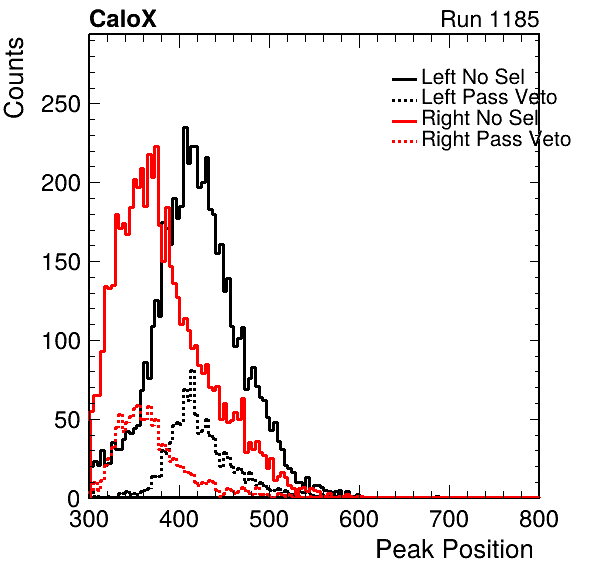 CaloX Run 1185
Counts
Left No Sel
Left Pass Veto
Right No Sel
Right Pass Veto
250
200
150
100
50
0
300 400 500 600 700 800
Peak Position